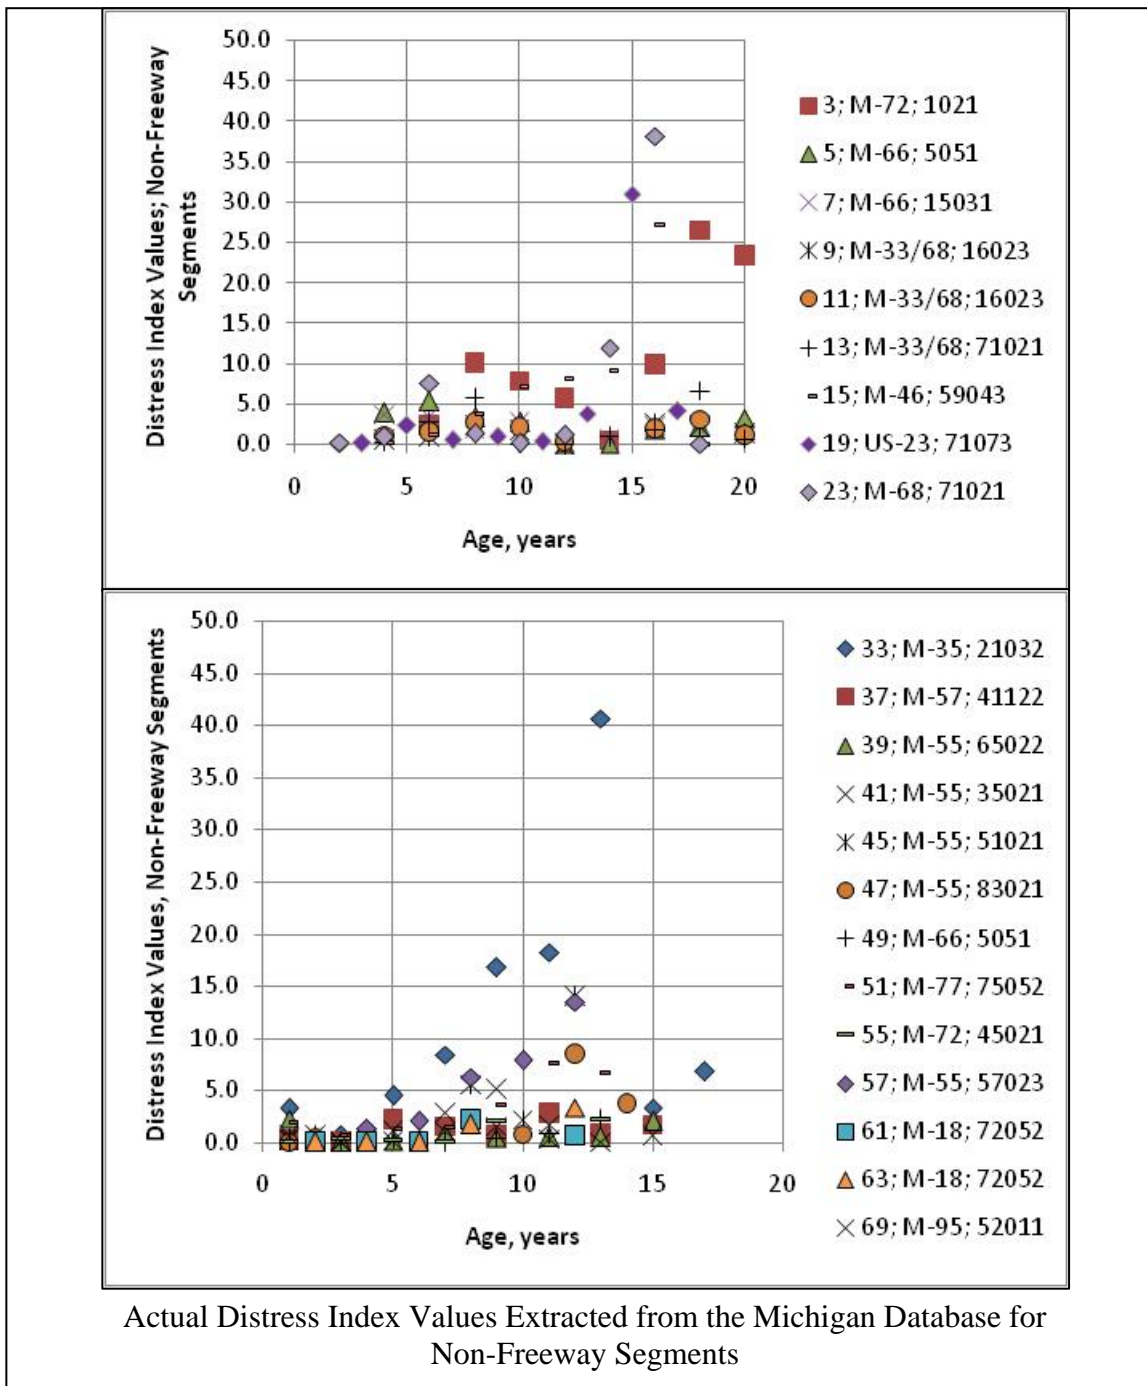 Distress Index Values; Non-Freeway
Segments
50.0
45.0
40.0
35.0
30.0
25.0
20.0
15.0
10.0
5.0
0.0
0 5 10 15 20
Age, years
3; M-72; 1021
5; M-66; 5051
7; M-66; 15031
9; M-33/68; 16023
11; M-33/68; 16023
13; M-33/68; 71021
15; M-46; 59043
19; US-23; 71073
23; M-68; 71021
Distress Index Values, Non-Freeway Segments
50.0
45.0
40.0
35.0
30.0
25.0
20.0
15.0
10.0
5.0
0.0
0 5 10 15 20
Age, years
33; M-35; 21032
37; M-57; 41122
39; M-55; 65022
41; M-55; 35021
45; M-55; 51021
47; M-55; 83021
49; M-66; 5051
51; M-77; 75052
55; M-72; 45021
57; M-55; 57023
61; M-18; 72052
63; M-18; 72052
69; M-95; 52011
Actual Distress Index Values Extracted from the Michigan Database for
Non-Freeway Segments